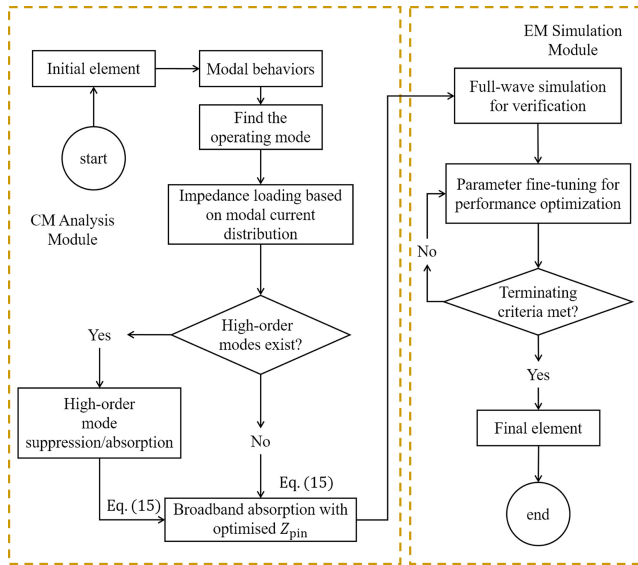 Initial element
Modal behaviors
Find the
operating mode
start
Impedance loading based
on modal current
distribution
CM Analysis
Module
High-order
modes exist?
Yes
High-order
mode
suppression/absorption
No
Eq. (15)
Eq. (15)
Broadband absorption with
optimised Zpin
EM Simulation
Module
Full-wave simulation
for verification
Parameter fine-tuning for
performance optimization
No
Terminating
criteria met?
Yes
Final element
end